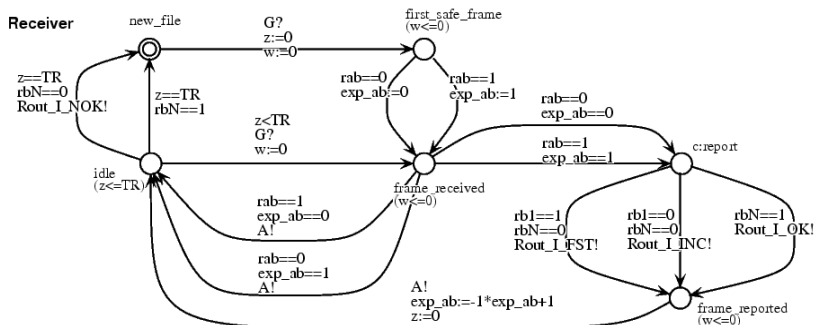 Receiver
new_file
G?
z:=0
w:=0
first_safe_frame
(w<=0)
z==TR
rbN==0
Rout_I_NOK!
z==TR
rbN==1
rab==0
exp_ab:=0
rab==1
exp_ab:=1
z<TR
G?
w:=0
rab==0
exp_ab==0
rab==1
exp_ab==1
c:report
idle
(z<=TR)
frame_received
(w<=0)
rab==1
exp_ab==0
A!
rab==0
exp_ab==1
A!
rb1==1
rbN==0
Rout_I_FST!
rb1==0
rbN==0
Rout_I_INC!
rbN==1
Rout_I_OK!
A!
exp_ab:=-1*exp_ab+1
z:=0
frame_reported
(w<=0)